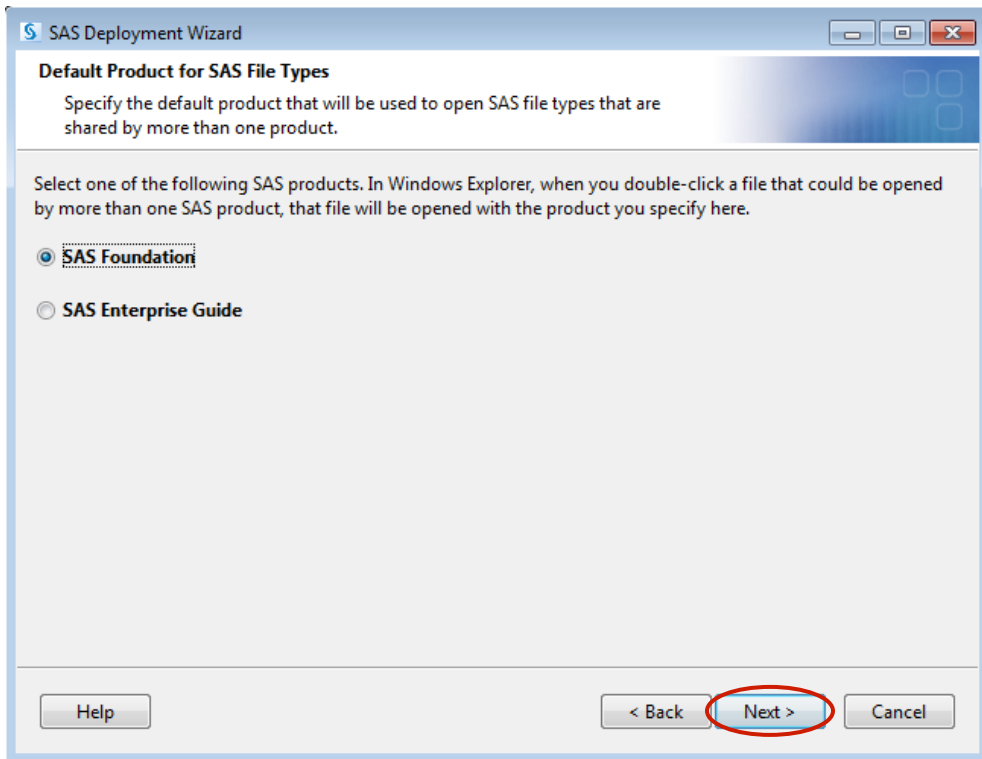 SAS Deployment Wizard
Default Product for SAS File Types
Specify the default product that will be used to open SAS file types that are
shared by more than one product.
Select one of the following SAS products. In Windows Explorer, when you double-click a file that could be opened
by more than one SAS product, that file will be opened with the product you specify here.
SAS Foundation
SAS Enterprise Guide
Help
< Back
Next >
Cancel